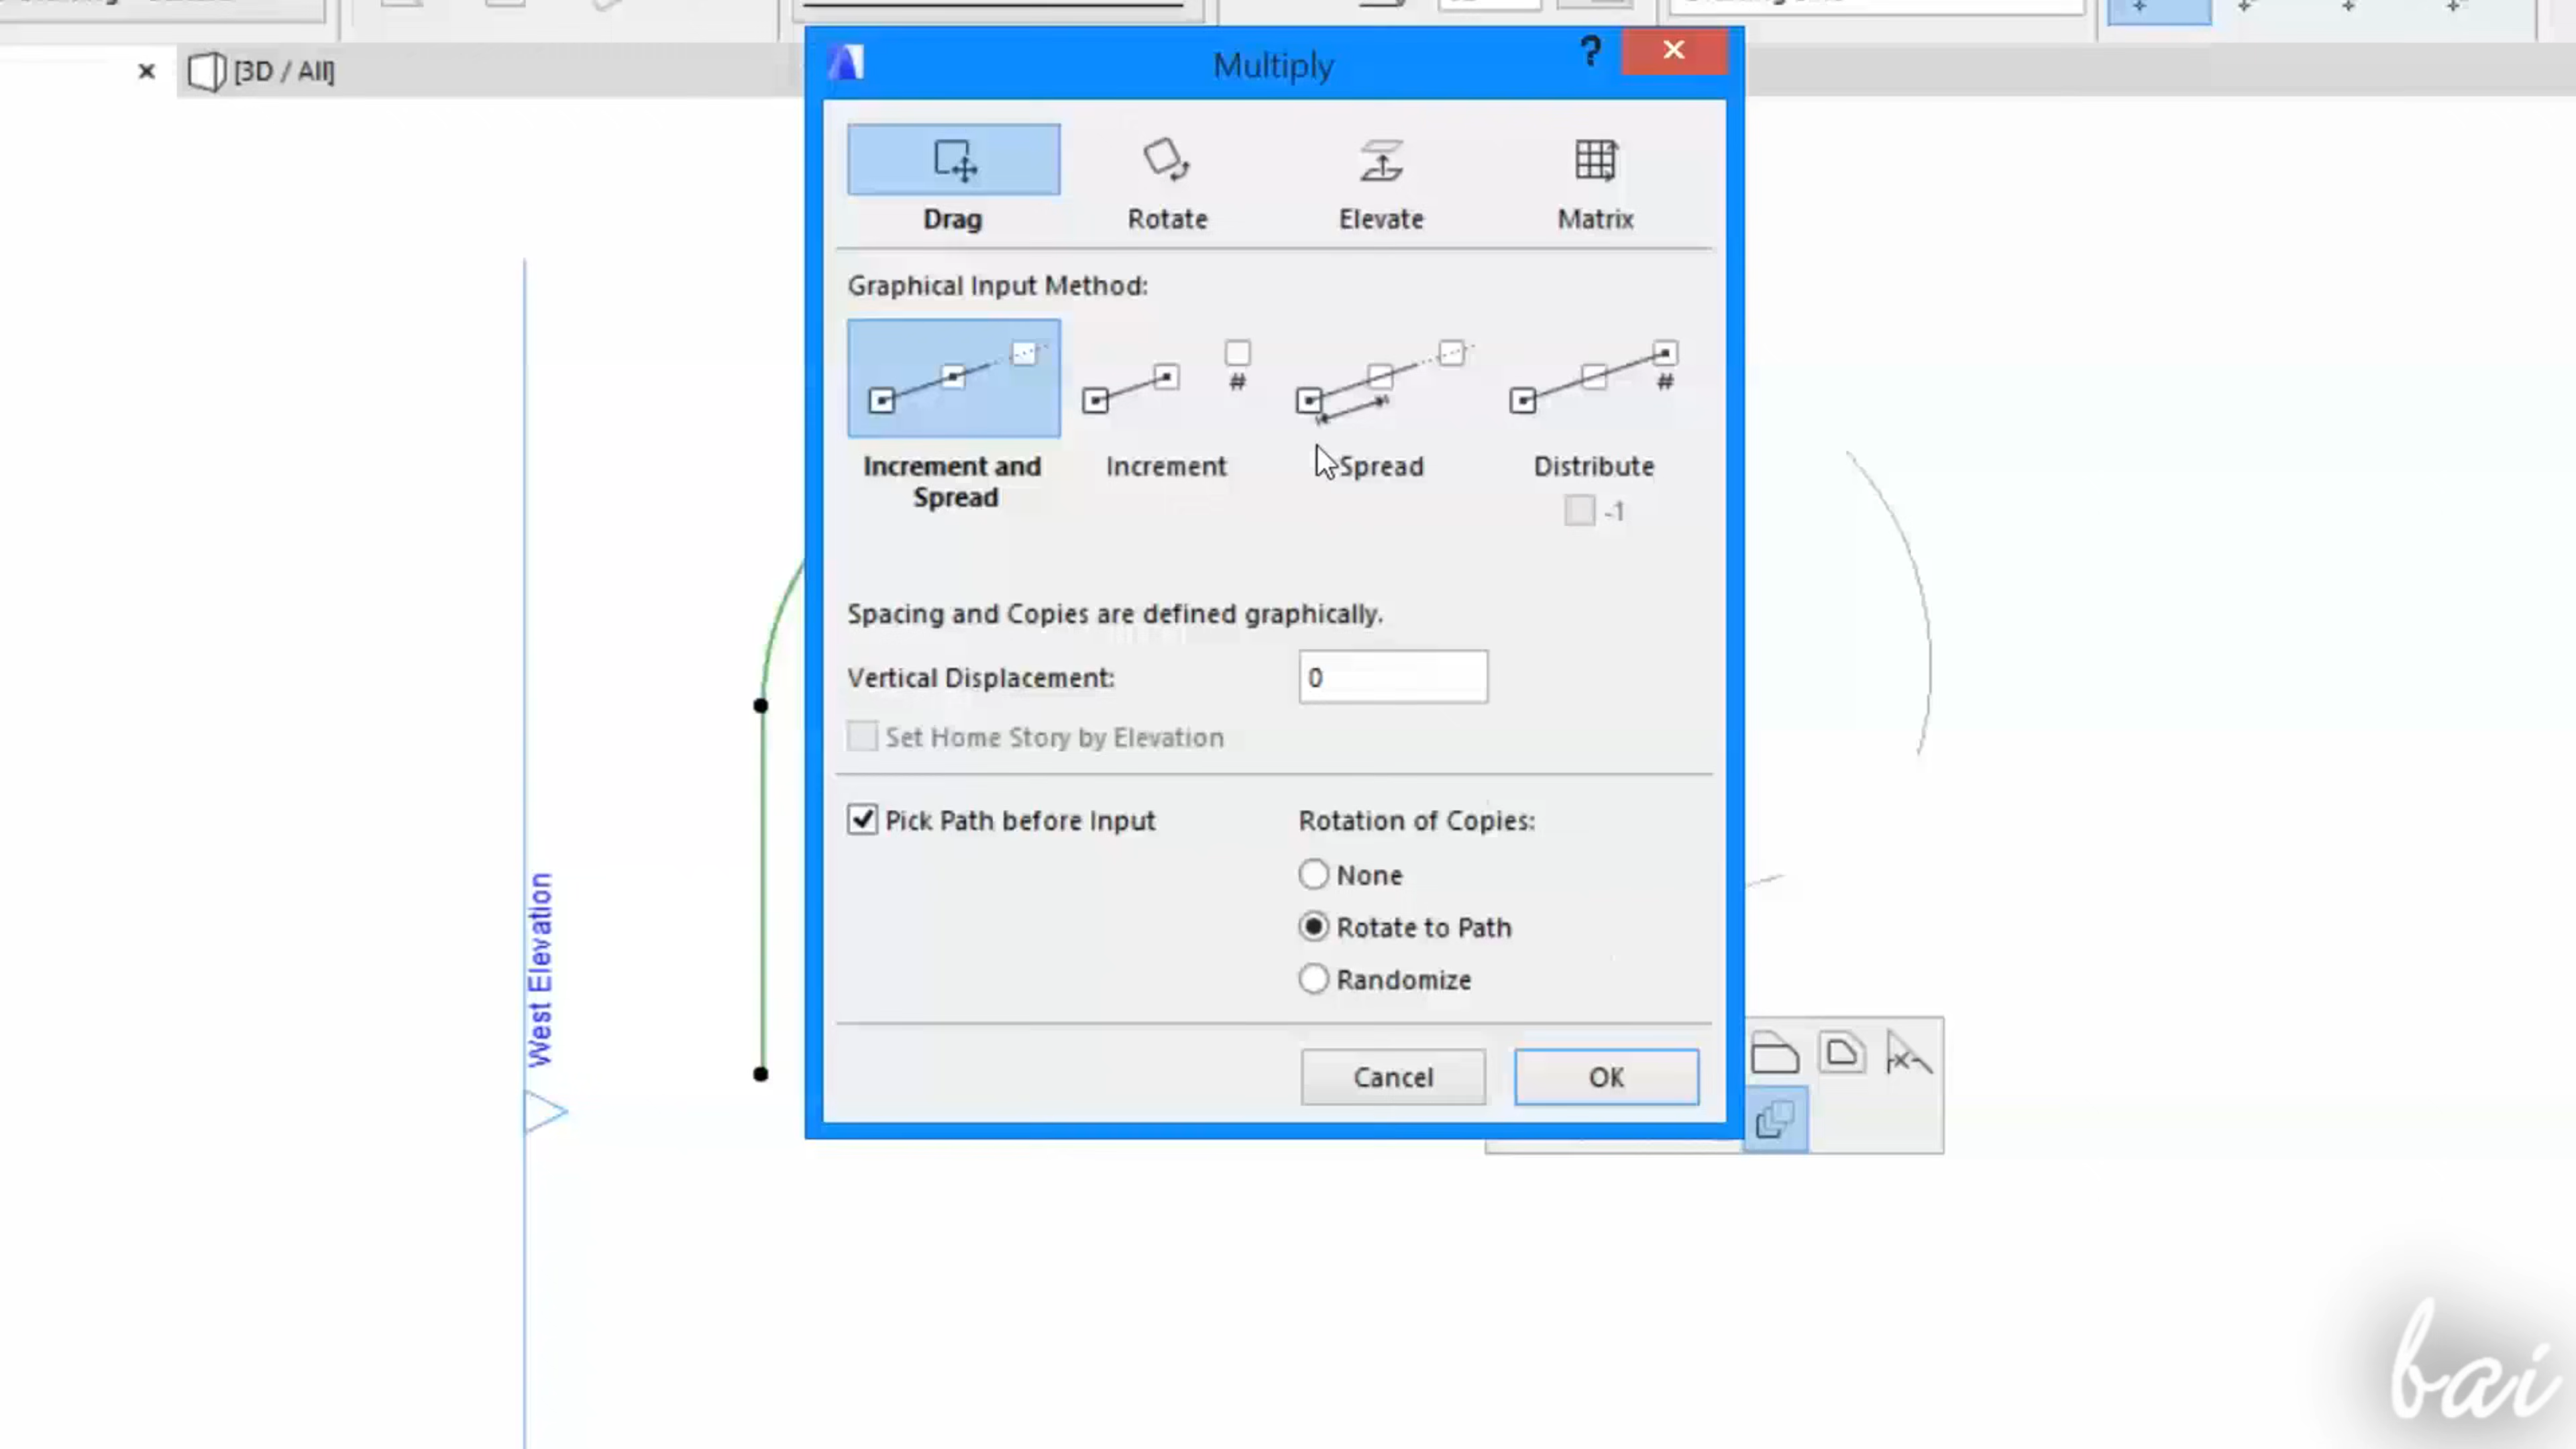 [3D / All]
Multiply
?
Drag
Rotate
Elevate
Matrix
Graphical Input Method:
#
#
Increment and
Spread
Increment
Spread
Distribute
-1
Spacing and Copies are defined graphically.
Vertical Displacement:
0
Set Home Story by Elevation
Pick Path before Input
Rotation of Copies:
None
Rotate to Path
Randomize
Cancel
OK
West Elevation
bai